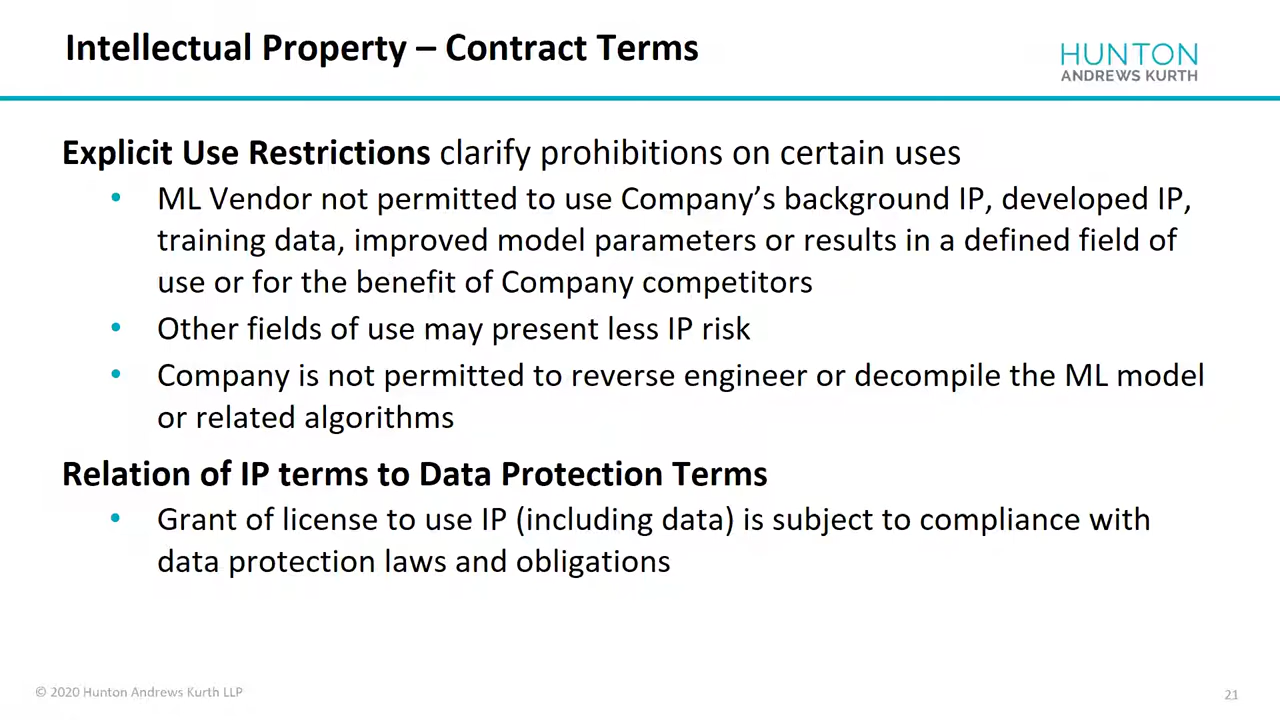 Intellectual Property – Contract Terms
HUNTON
ANDREWS KURTH
Explicit Use Restrictions clarify prohibitions on certain uses
• ML Vendor not permitted to use Company’s background IP, developed IP,
training data, improved model parameters or results in a defined field of
use or for the benefit of Company competitors
• Other fields of use may present less IP risk
• Company is not permitted to reverse engineer or decompile the ML model
or related algorithms
Relation of IP terms to Data Protection Terms
• Grant of license to use IP (including data) is subject to compliance with
data protection laws and obligations
© 2020 Hunton Andrews Kurth LLP
21